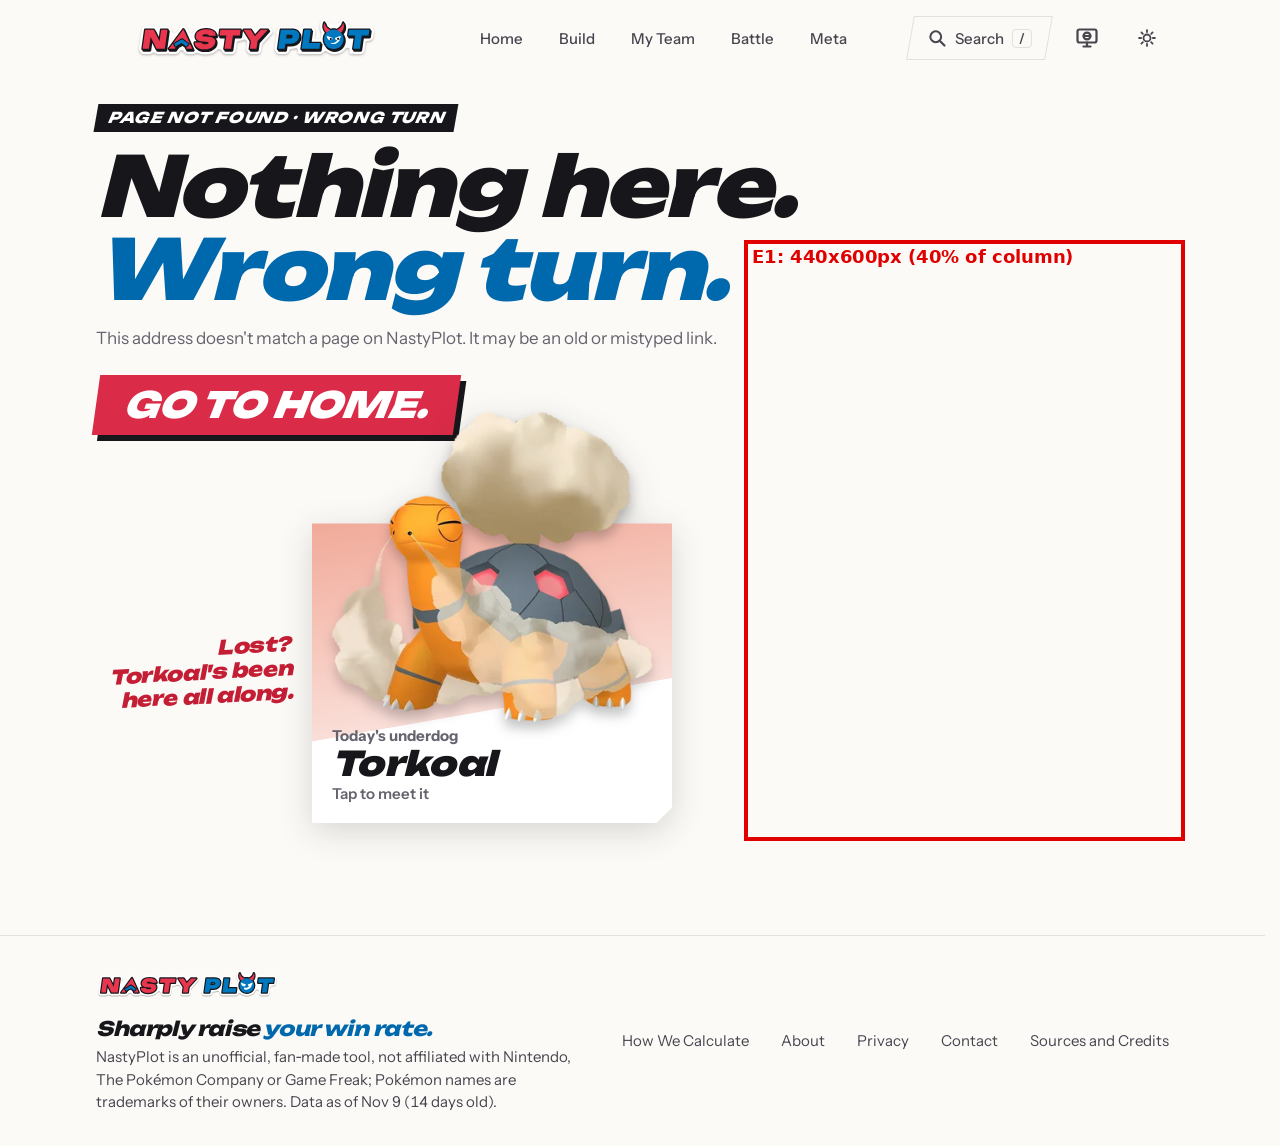 NASTY PLOT
Home
Build
My Team
Battle
Meta
Search
/
PAGE NOT FOUND · WRONG TURN
Nothing here.
Wrong turn.
E1: 440x600px (40% of column)
This address doesn't match a page on NastyPlot. It may be an old or mistyped link.
GO TO HOME.
Lost?
Torkoal's been
here all along.
Today's underdog
Torkoal
Tap to meet it
NASTY PLOT
Sharply raise your win rate.
NastyPlot is an unofficial, fan-made tool, not affiliated with Nintendo,
The Pokémon Company or Game Freak; Pokémon names are
trademarks of their owners. Data as of Nov 9 (14 days old).
How We Calculate
About
Privacy
Contact
Sources and Credits